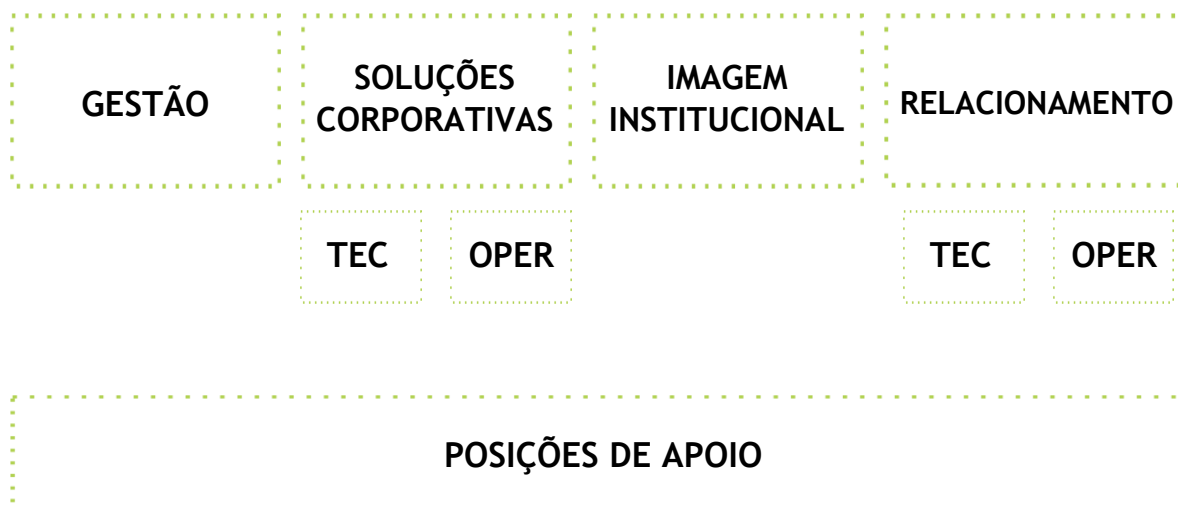 GESTÃO
SOLUÇÕES
CORPORATIVAS
IMAGEM
INSTITUCIONAL
RELACIONAMENTO
TEC
OPER
TEC
OPER
POSIÇÕES DE APOIO